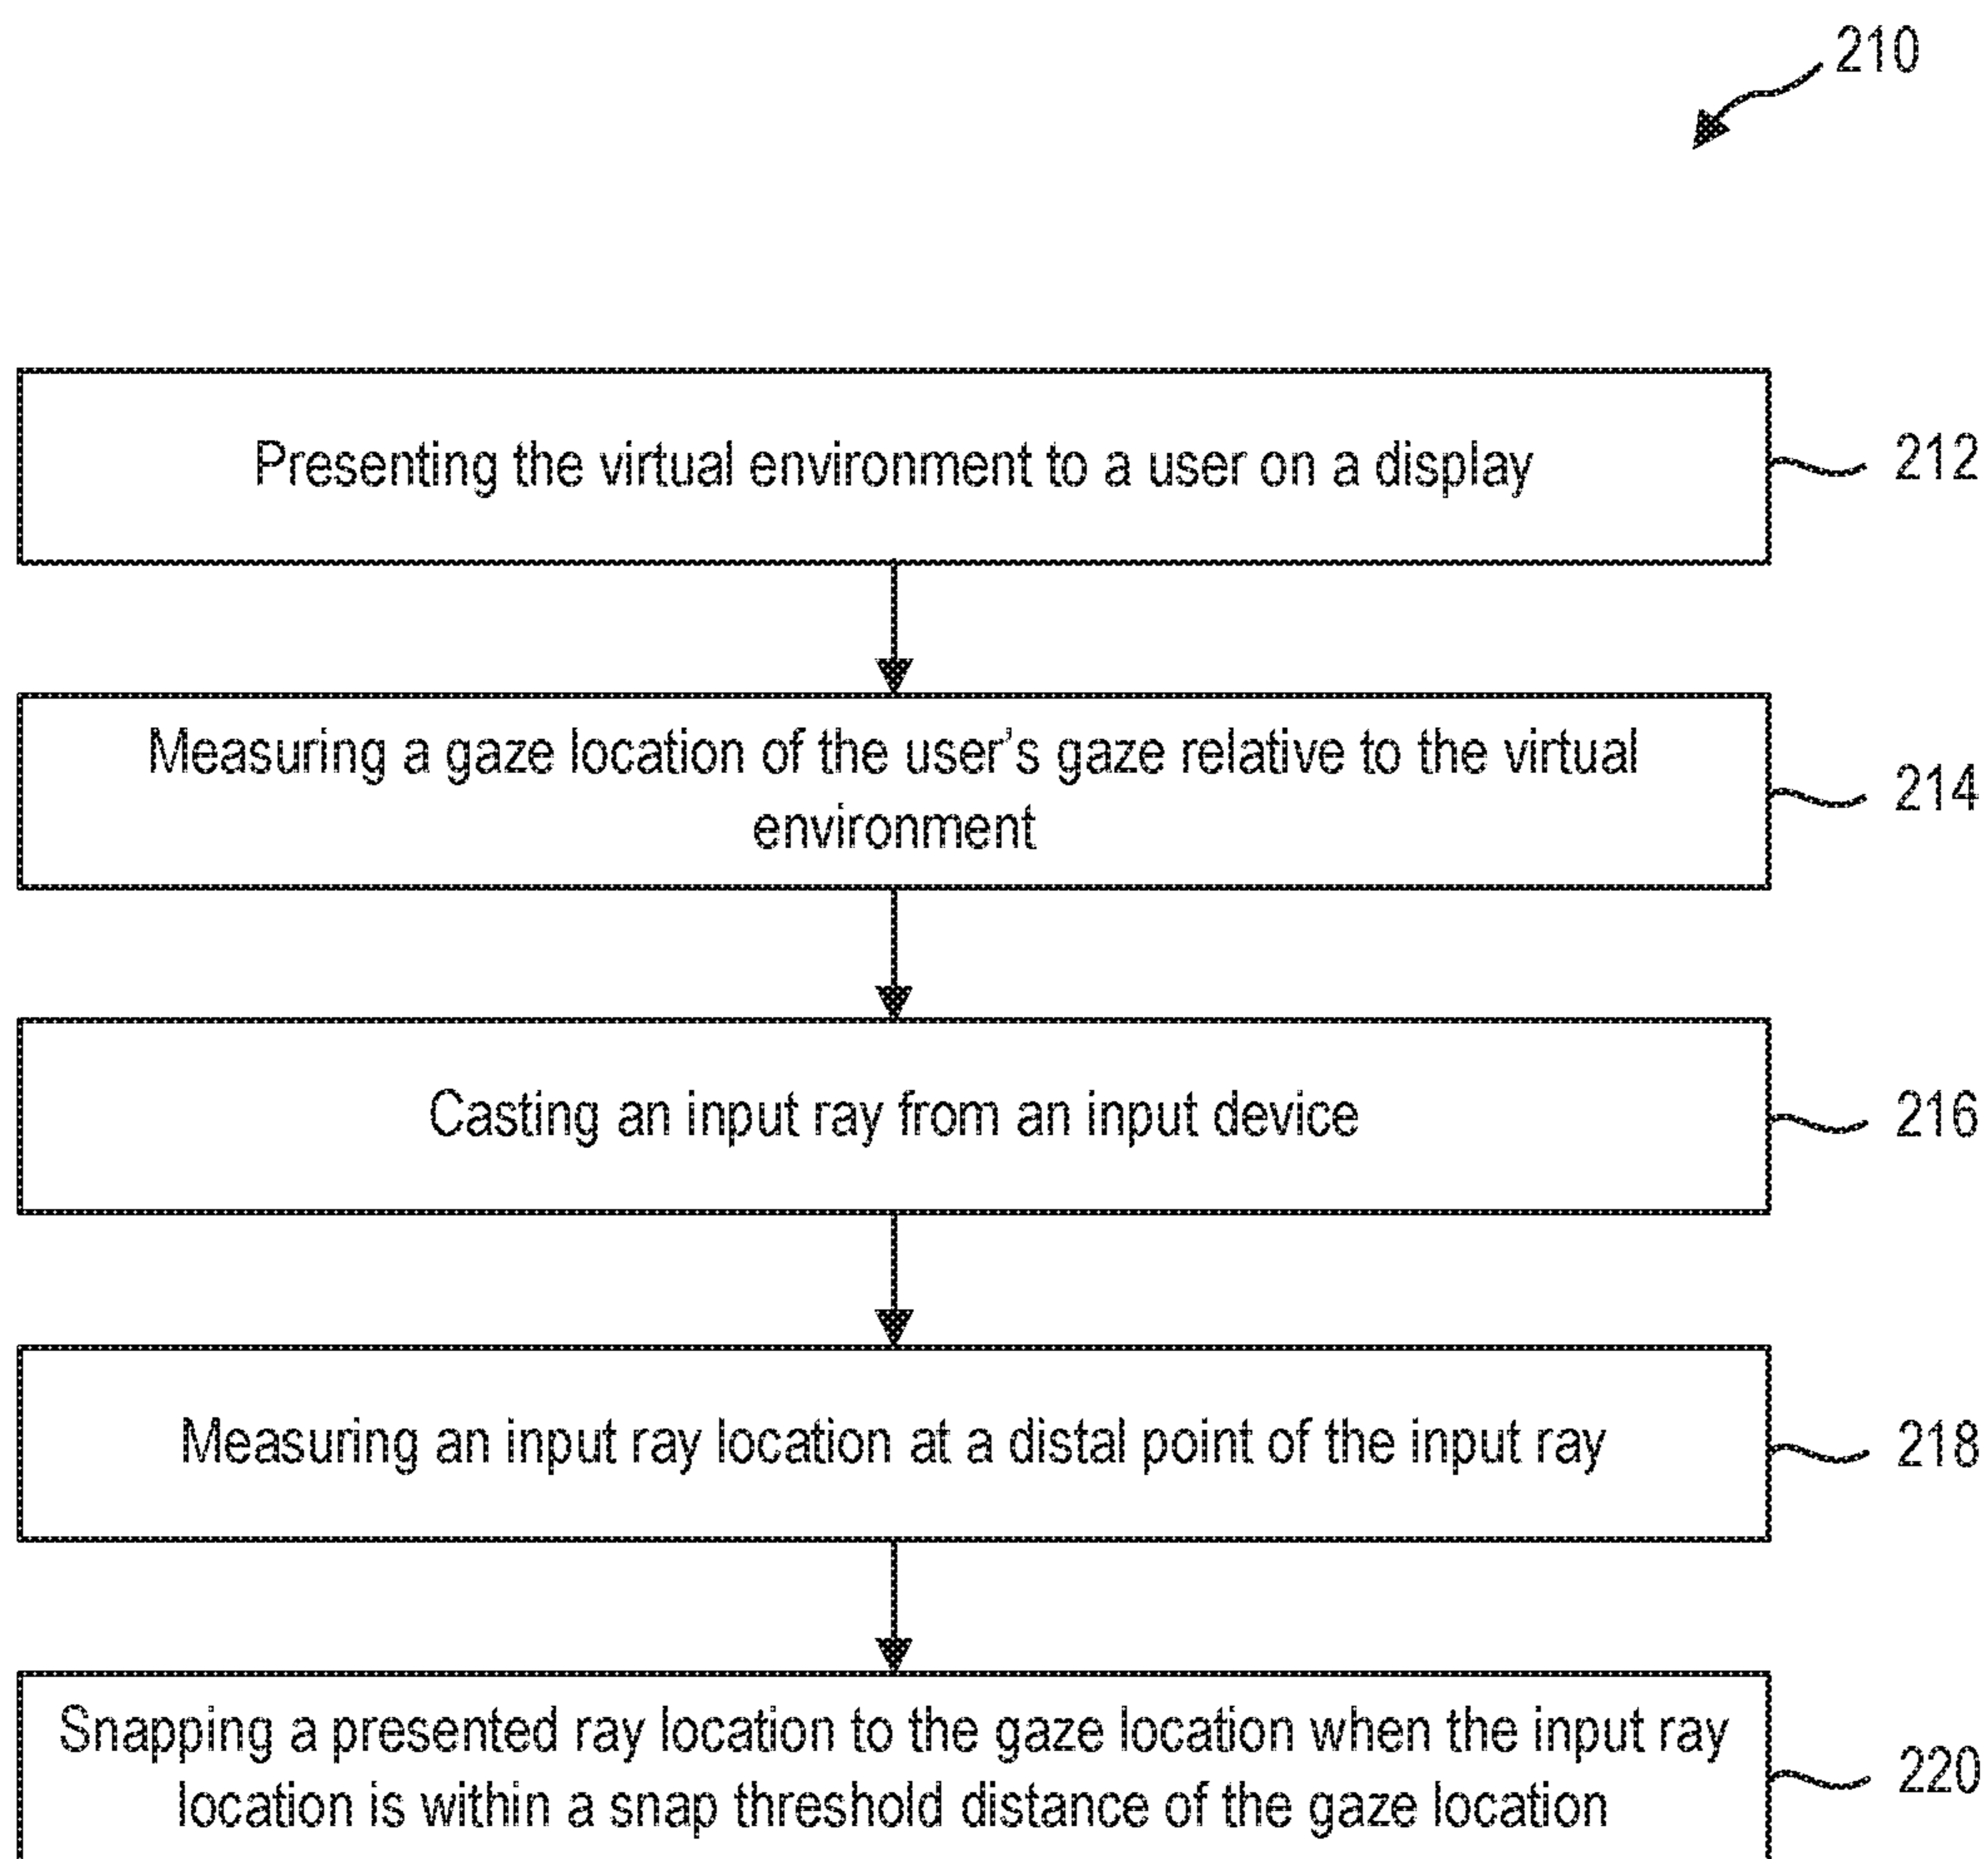 210
Presenting the virtual environment to a user on a display
212
Measuring a gaze location of the user's gaze relative to the virtual
environment
214
Casting an input ray from an input device
216
Measuring an input ray location at a distal point of the input ray
218
Snapping a presented ray location to the gaze location when the input ray
location is within a snap threshold distance of the gaze location
220